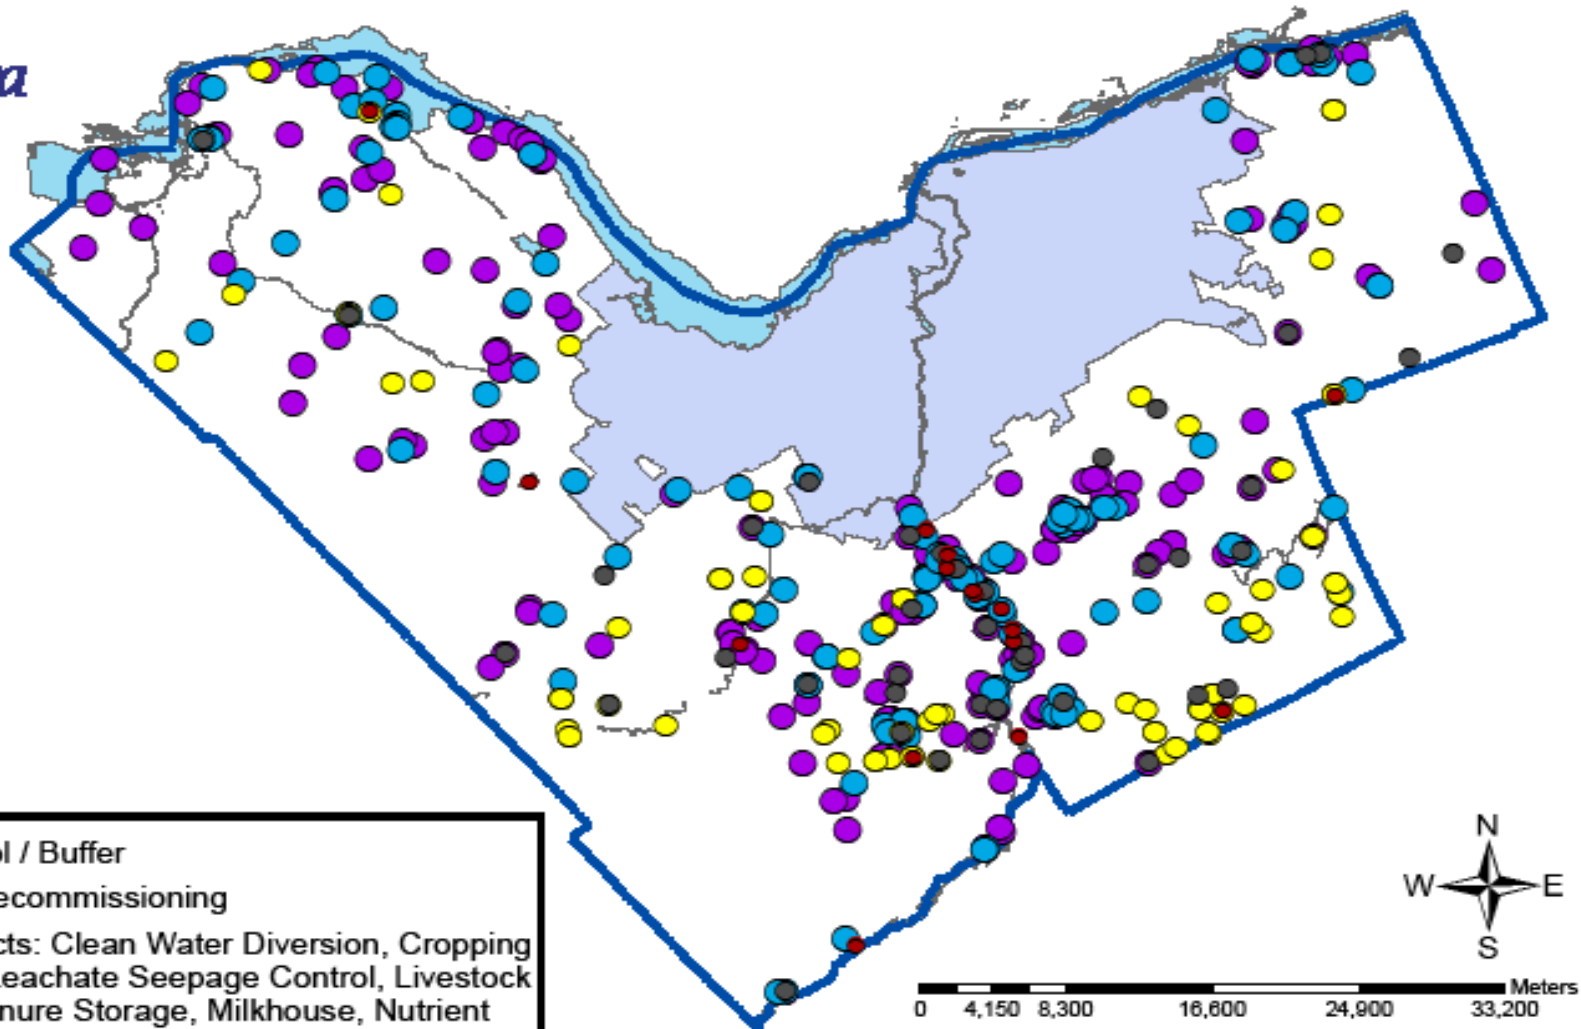 a
l / Buffer
ecommissioning
cts: Clean Water Diversion, Cropping
eachate Seepage Control, Livestock
nure Storage, Milkhouse, Nutrient
N
W E
S
Meters
0 4,150 8,300 16,600 24,900 33,200